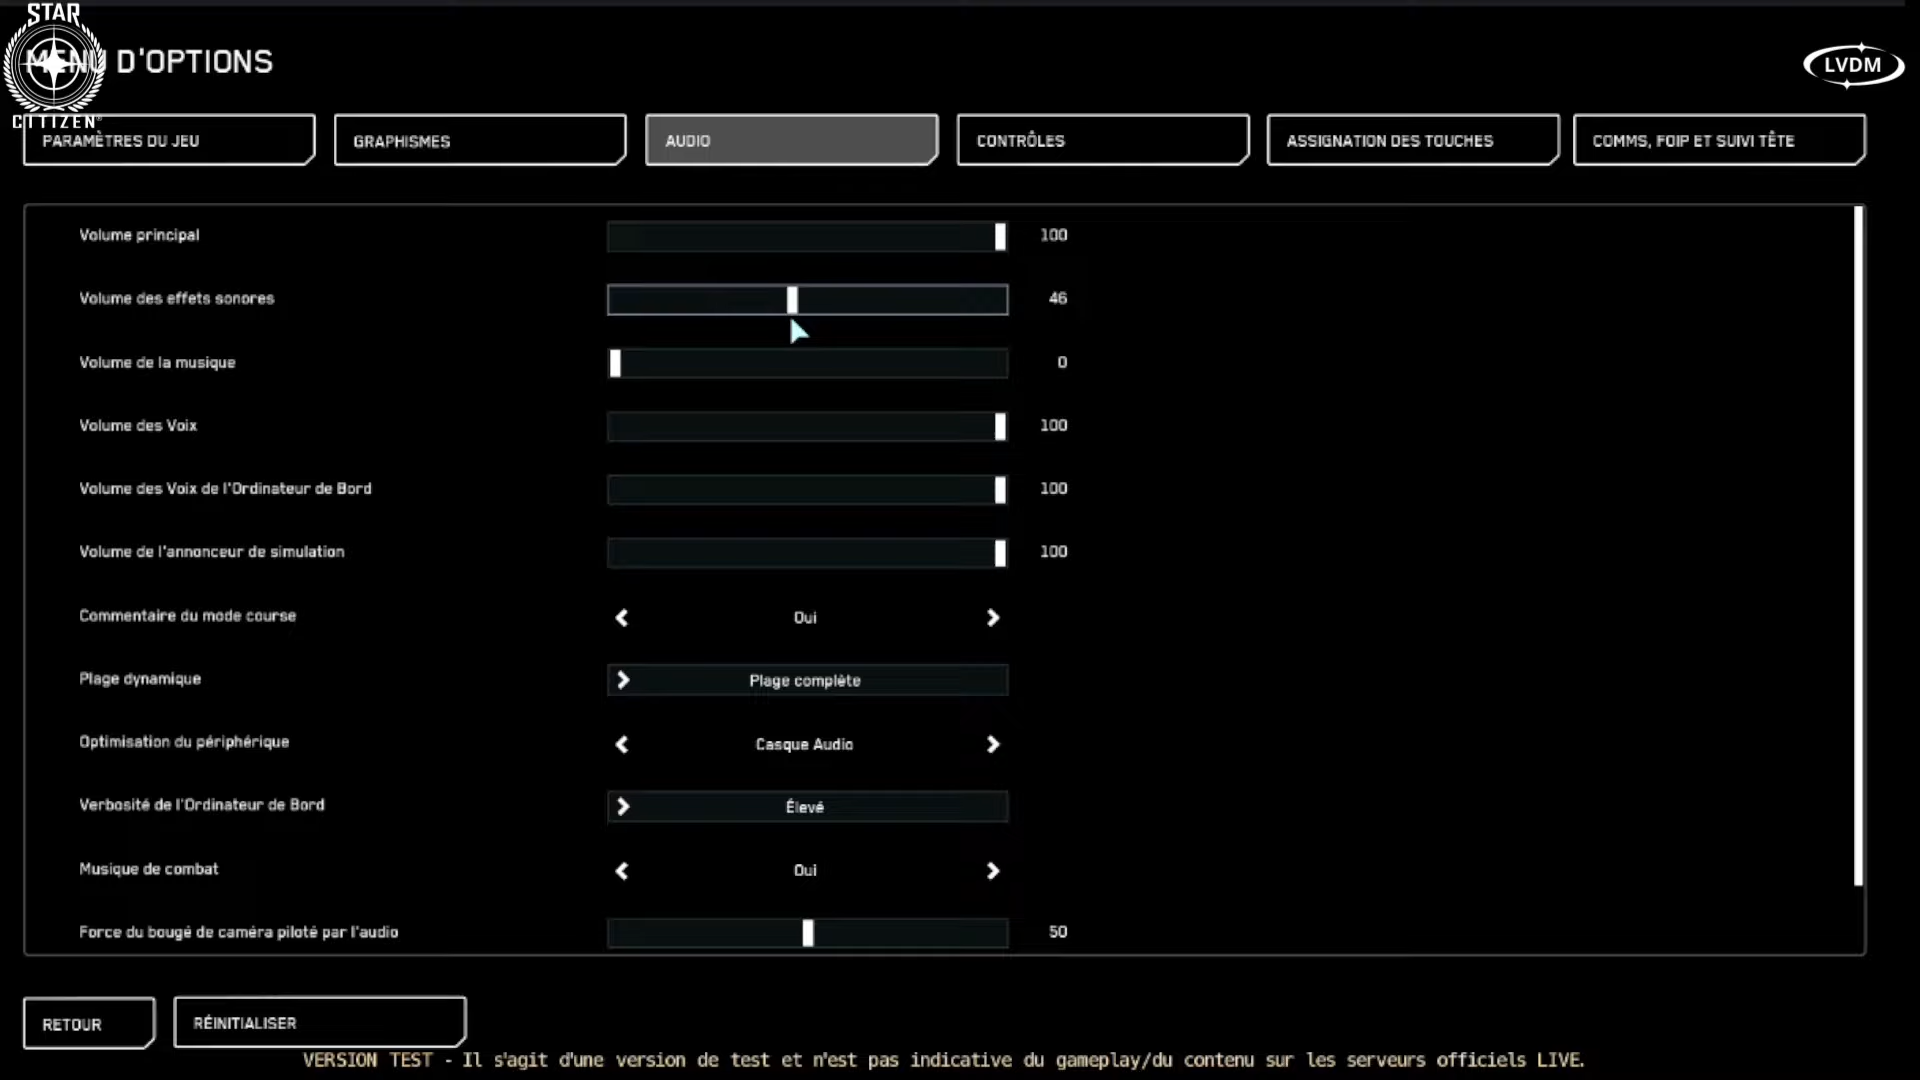 STAR
CITIZEN®
MENU D'OPTIONS
LVDM
PARAMÈTRES DU JEU
GRAPHISMES
AUDIO
CONTRÔLES
ASSIGNATION DES TOUCHES
COMMS, FOIP ET SUIVI TÊTE
Volume principal
100
Volume des effets sonores
46
Volume de la musique
0
Volume des Voix
100
Volume des Voix de l'Ordinateur de Bord
100
Volume de l'annonceur de simulation
100
Commentaire du mode course
Oui
Plage dynamique
Plage complète
Optimisation du périphérique
Casque Audio
Verbosité de l'Ordinateur de Bord
Élevé
Musique de combat
Oui
Force du bougé de caméra piloté par l'audio
50
RETOUR
RÉINITIALISER
VERSION TEST - Il s'agit d'une version de test et n'est pas indicative du gameplay/du contenu sur les serveurs officiels LIVE.